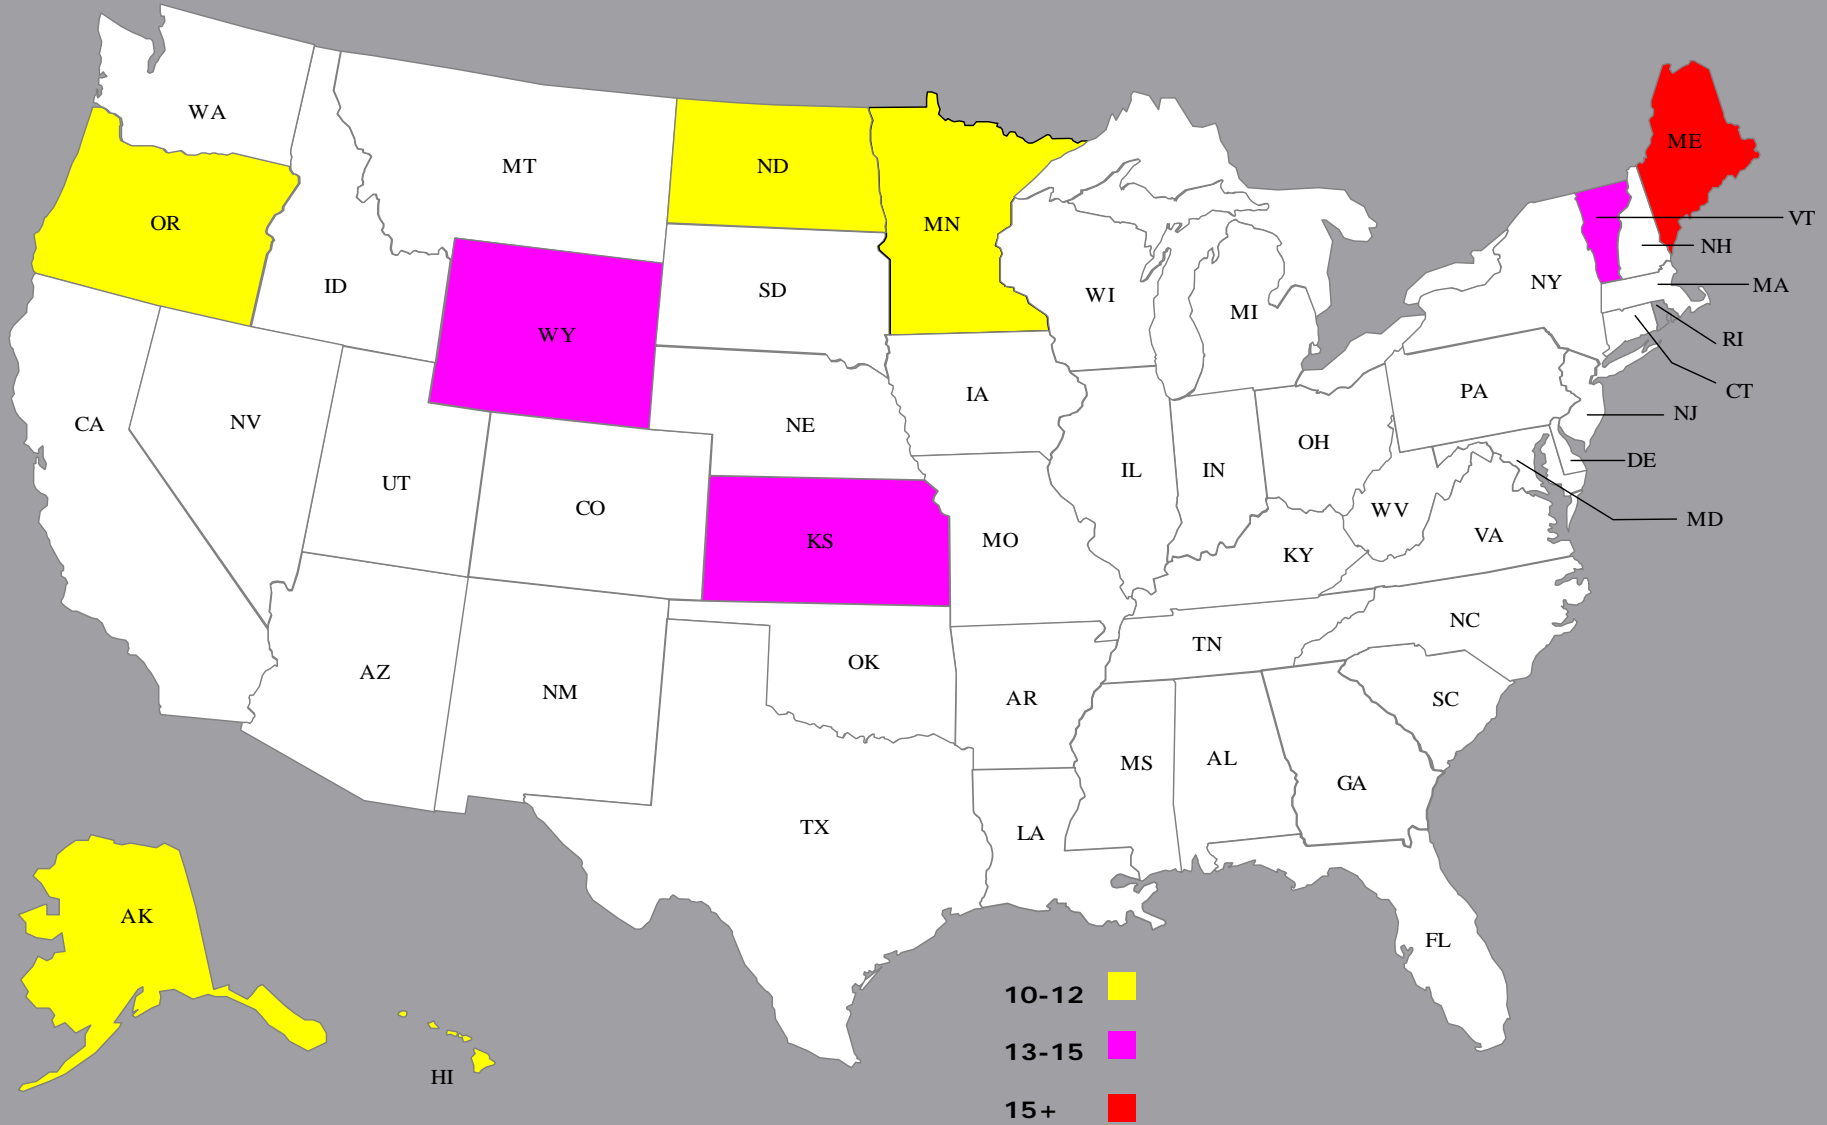 WA
MT
ND
ME
OR
MN
VT
NH
ID
SD
WI
NY
MA
MI
WY
RI
IA
PA
CT
CA
NV
NE
OH
NJ
UT
IL
IN
DE
CO
WV
MD
KS
MO
KY
VA
NC
TN
AZ
NM
OK
AR
SC
MS
AL
GA
TX
LA
AK
FL
HI
10-12
13-15
15+